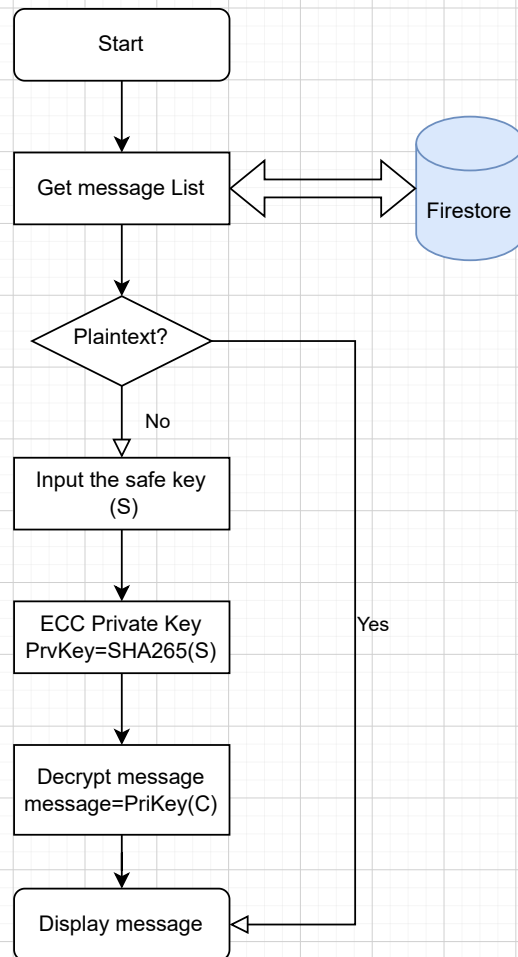 Start
Get message List
Firestore
Plaintext?
No
Input the safe key
(S)
ECC Private Key
PrvKey=SHA265(S)
Yes
Decrypt message
message=PriKey(C)
Display message